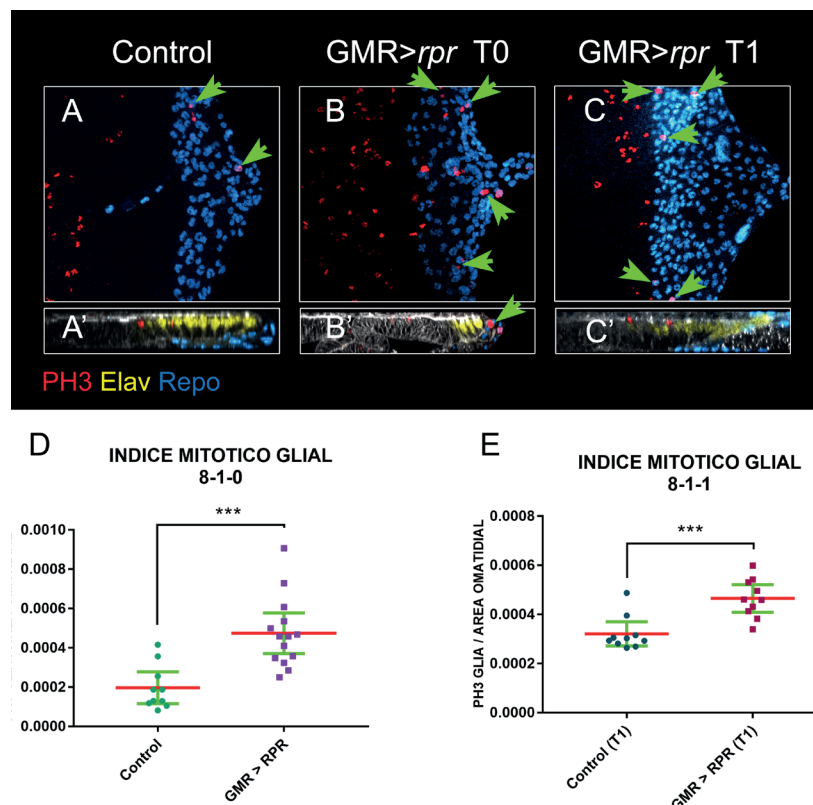 Control
GMR>rpr T0
GMR>rpr T1
A
B
C
A'
B'
C'
PH3 Elav Repo
D
INDICE MITOTICO GLIAL
8-1-0
0.0010
0.0008
0.0006
0.0004
0.0002
0.0000
***
Control
GMR > RPR
E
INDICE MITOTICO GLIAL
8-1-1
PH3 GLIA / AREA OMATIDIAL
0.0008
0.0006
0.0004
0.0002
0.0000
***
Control (T1)
GMR > RPR (T1)